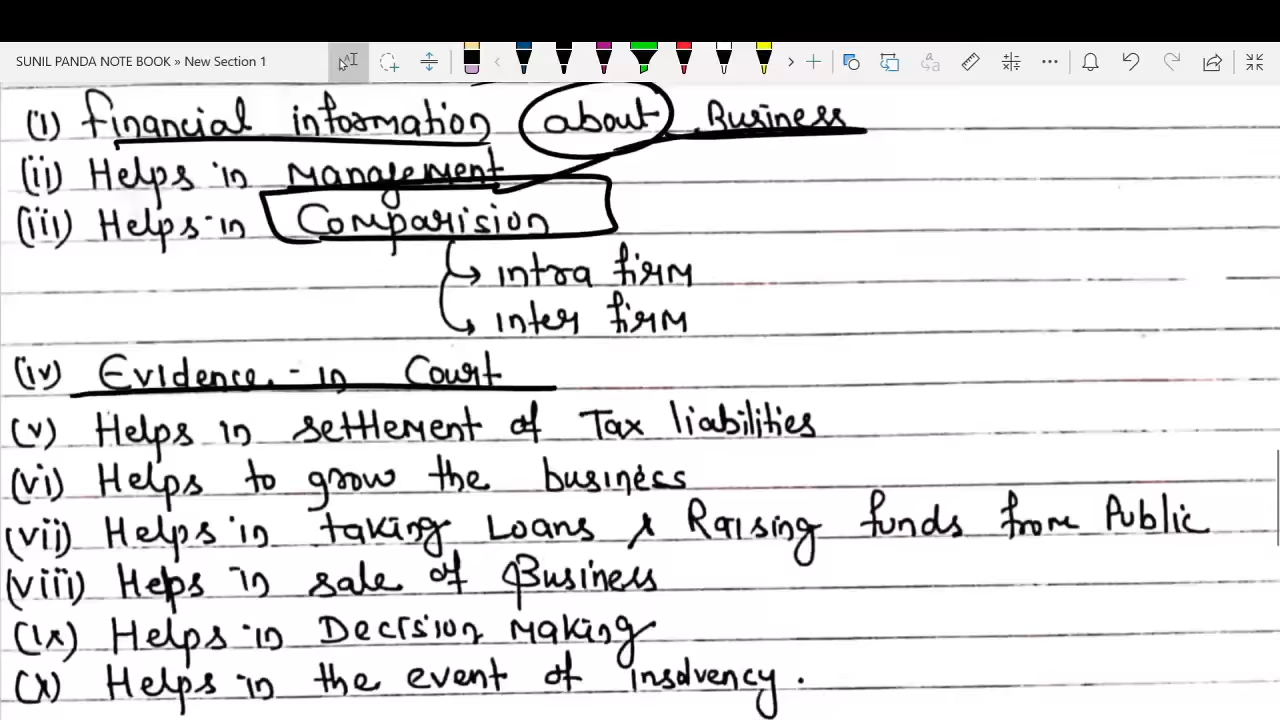 SUNIL PANDA NOTE BOOK » New Section 1
(i) Financial information about Business
(ii) Helps in Management
(iii) Helps in Comparision
→ intra firm
→ inter firm
(iv) Evidence in Court
(v) Helps in settlement of Tax liabilities
(vi) Helps to grow the business
(vii) Helps in taking Loans & Raising funds from Public
(viii) Helps in sale of Business
(ix) Helps in Decision Making
(x) Helps in the event of insolvency.